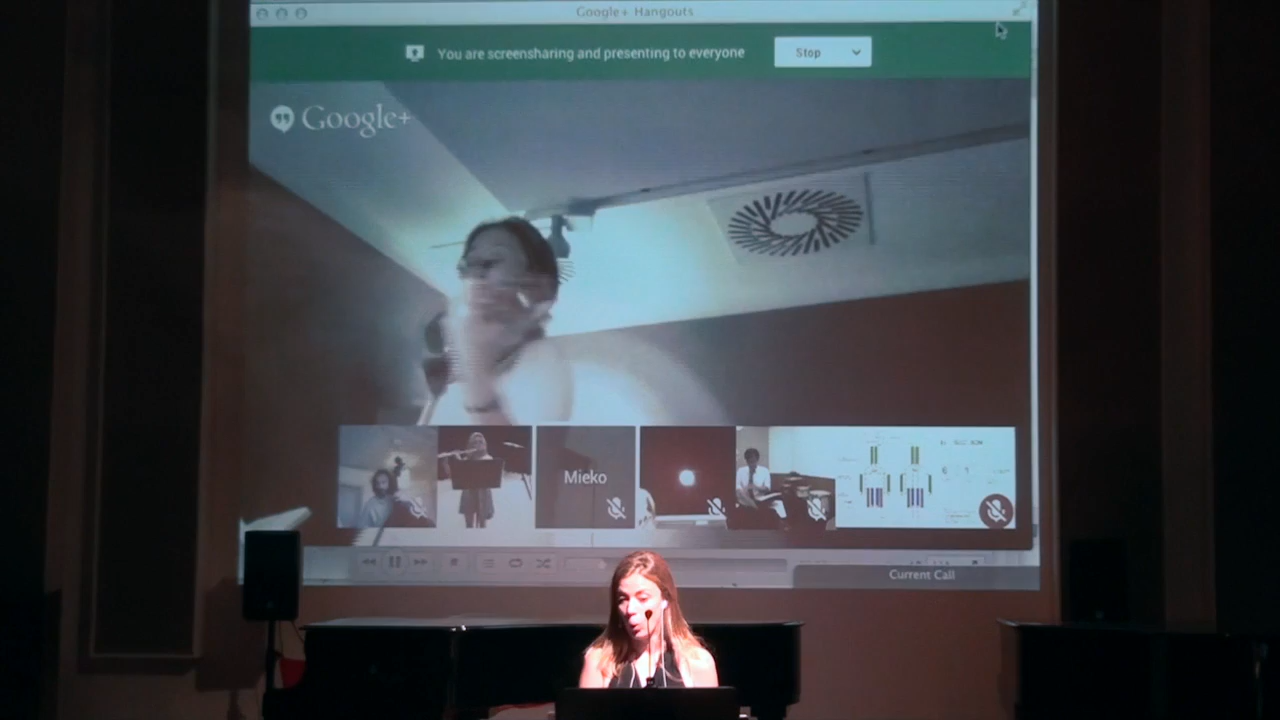 Google+ Hangouts
You are screensharing and presenting to everyone
Stop
Google+
Mieko
Current Call